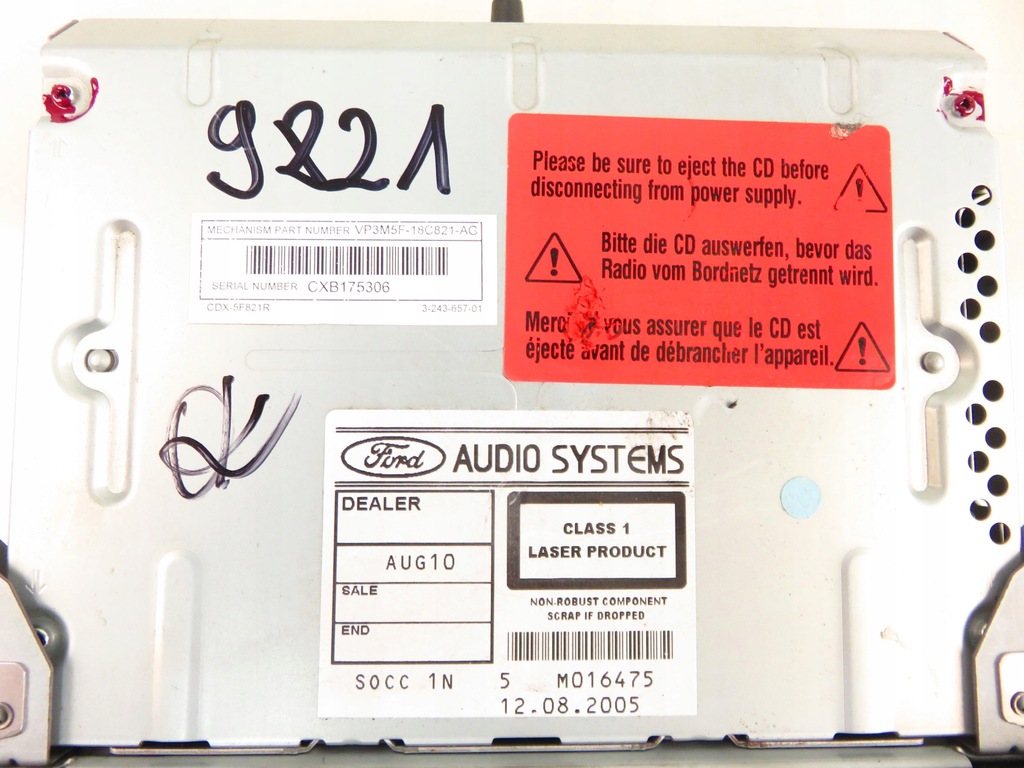 9821
MECHANISM PART NUMBER VP3M5F-18C821-AG
SERIAL NUMBER CXB175306
CDX-5F821R 3-243-657-01
Please be sure to eject the CD before
disconnecting from power supply.
Bitte die CD auswerfen, bevor das
Radio vom Bordnetz getrennt wird.
vous assurer que le CD est
éjecté avant de débrancher l'appareil.
Ford AUDIO SYSTEMS
DEALER
AUG10
SALE
END
CLASS 1
LASER PRODUCT
NON-ROBUST COMPONENT
SCRAP IF DROPPED
SOCC 1N 5 M016475
12.08.2005